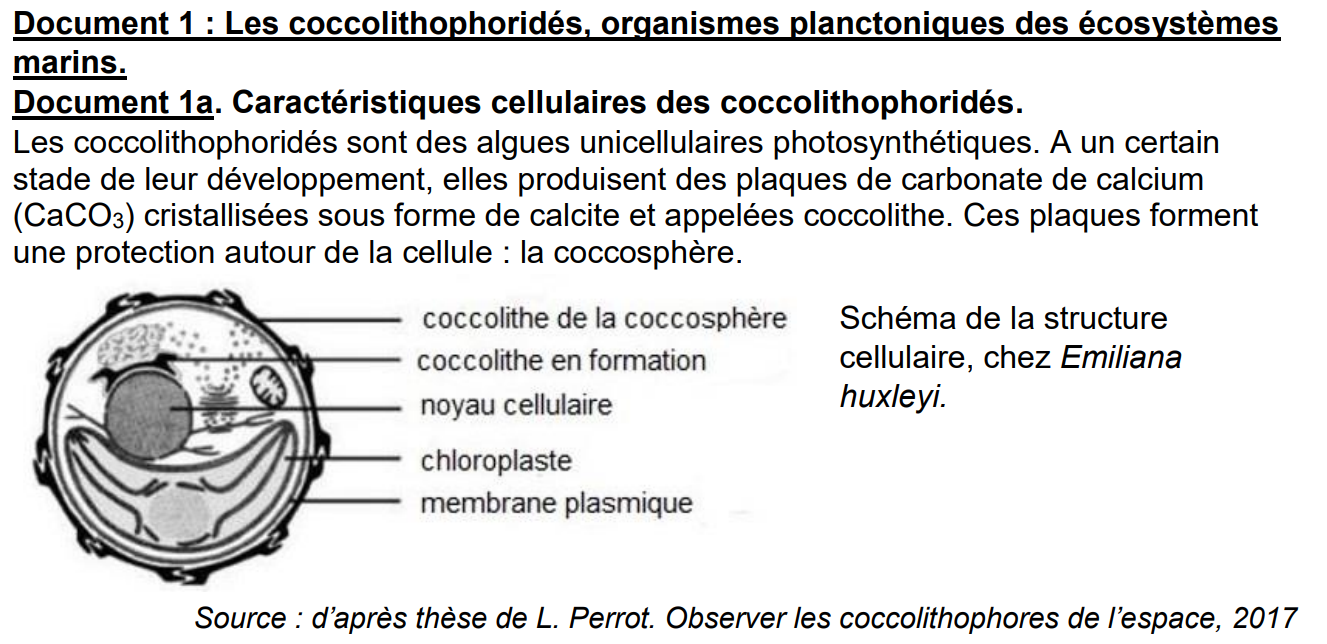 Document 1 : Les coccolithophoridés, organismes planctoniques des écosystèmes
marins.
Document 1a. Caractéristiques cellulaires des coccolithophoridés.
Les coccolithophoridés sont des algues unicellulaires photosynthétiques. A un certain
stade de leur développement, elles produisent des plaques de carbonate de calcium
(CaCO₃) cristallisées sous forme de calcite et appelées coccolithe. Ces plaques forment
une protection autour de la cellule : la coccosphère.
coccolithe de la coccosphère
coccolithe en formation
noyau cellulaire
chloroplaste
membrane plasmique
Schéma de la structure
cellulaire, chez Emiliana
huxleyi.
Source : d’après thèse de L. Perrot. Observer les coccolithophores de l’espace, 2017